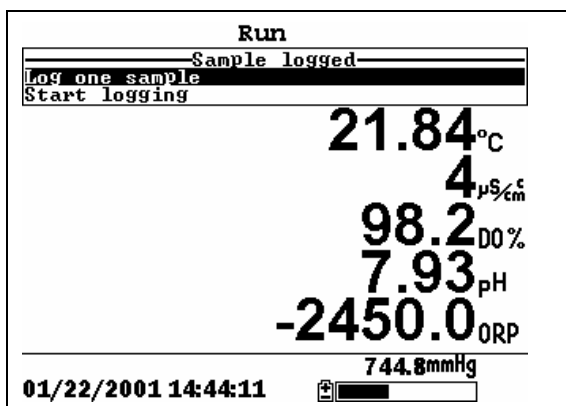 Run
Sample logged
Log one sample
Start logging
21.84°C
4µS/cm c
98.2DO%
7.93pH
-2450.0ORP
744.8mmHg
01/22/2001 14:44:11